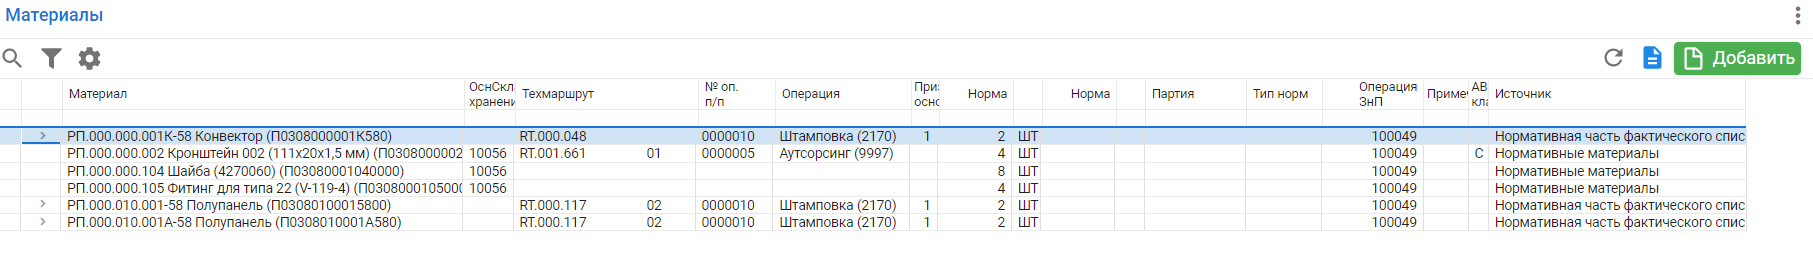 Материалы
Добавить
Материал ОснСкл хранени Техмаршрут № оп. п/п Операция Приз осно Норма Норма Партия Тип норм Операция ЗнП Примеч АВ кла Источник
РП.000.000.001К-58 Конвектор (П0308000001К580) RT.000.048 0000010 Штамповка (2170) 1 2 ШТ 100049 Нормативная часть фактического спис
РП.000.000.002 Кронштейн 002 (111х20х1,5 мм) (П0308000002 10056 RT.001.661 01 0000005 Аутсорсинг (9997) 4 ШТ 100049 С Нормативные материалы
РП.000.000.104 Шайба (4270060) (П03080001040000) 10056 8 ШТ 100049 Нормативные материалы
РП.000.000.105 Фитинг для типа 22 (V-119-4) (П0308000105000 10056 4 ШТ 100049 Нормативные материалы
РП.000.010.001-58 Полупанель (П03080100015800) RT.000.117 02 0000010 Штамповка (2170) 1 2 ШТ 100049 Нормативная часть фактического спис
РП.000.010.001А-58 Полупанель (П0308010001А580) RT.000.117 02 0000010 Штамповка (2170) 1 2 ШТ 100049 Нормативная часть фактического спис